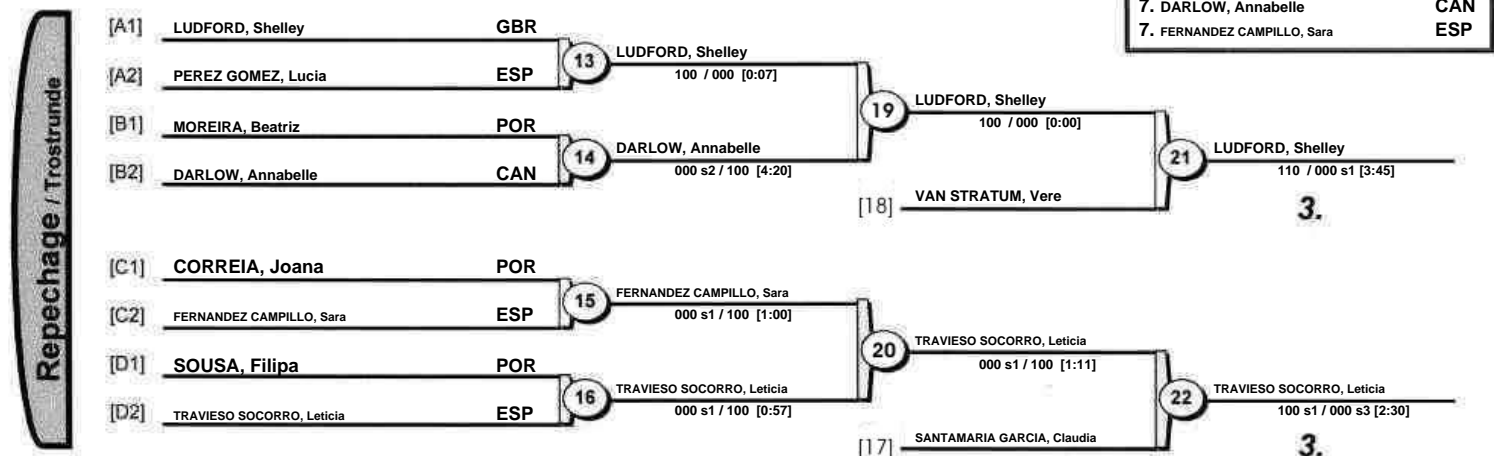 7. DARLOW, Annabelle CAN
7. FERNANDEZ CAMPILLO, Sara ESP
Repechage / Trostrunde
[A1] LUDFORD, Shelley GBR
13
LUDFORD, Shelley
100 / 000 [0:07]
[A2] PEREZ GOMEZ, Lucia ESP
19
LUDFORD, Shelley
100 / 000 [0:00]
[B1] MOREIRA, Beatriz POR
14
DARLOW, Annabelle
000 s2 / 100 [4:20]
[B2] DARLOW, Annabelle CAN
21
LUDFORD, Shelley
110 / 000 s1 [3:45]
[18] VAN STRATUM, Vere
3.
[C1] CORREIA, Joana POR
15
FERNANDEZ CAMPILLO, Sara
000 s1 / 100 [1:00]
[C2] FERNANDEZ CAMPILLO, Sara ESP
20
TRAVIESO SOCORRO, Leticia
000 s1 / 100 [1:11]
[D1] SOUSA, Filipa POR
16
TRAVIESO SOCORRO, Leticia
000 s1 / 100 [0:57]
[D2] TRAVIESO SOCORRO, Leticia ESP
22
TRAVIESO SOCORRO, Leticia
100 s1 / 000 s3 [2:30]
[17] SANTAMARIA GARCIA, Claudia
3.